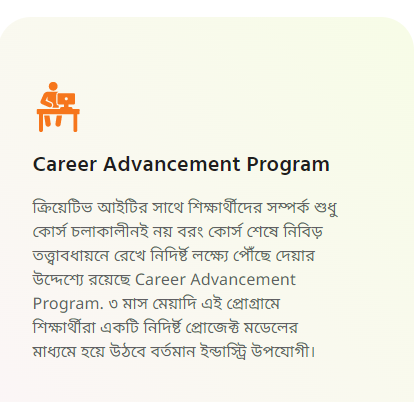 Career Advancement Program
ক্রিয়েটিভ আইটির সাথে শিক্ষার্থীদের সম্পর্ক শুধু
কোর্স চলাকালীনই নয় বরং কোর্স শেষে নিবিড়
তত্ত্বাবধায়নে রেখে নির্দিষ্ট লক্ষ্যে পৌঁছে দেয়ার
উদ্দেশ্যে রয়েছে Career Advancement
Program. ৩ মাস মেয়াদি এই প্রোগ্রামে
শিক্ষার্থীরা একটি নিদির্ষ্ট প্রোজেক্ট মডেলের
মাধ্যমে হয়ে উঠবে বর্তমান ইন্ডাস্ট্রি উপযোগী।